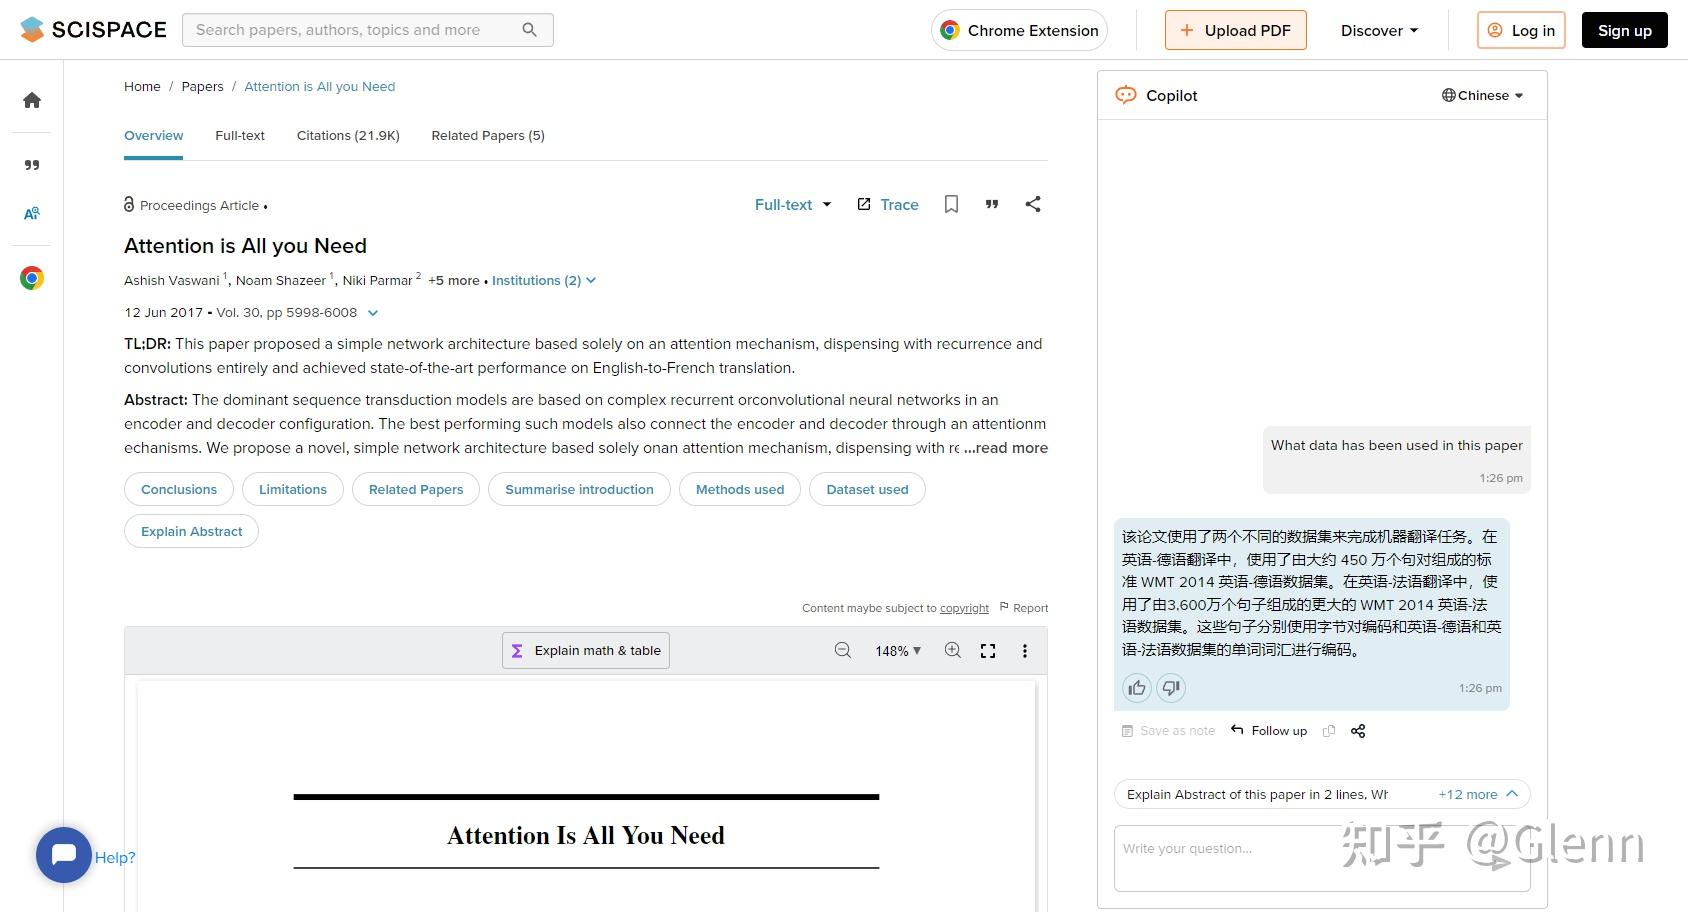 SCISPACE
Search papers, authors, topics and more
Chrome Extension
Upload PDF
Discover
Log in
Sign up
Home / Papers / Attention is All you Need
Overview
Full-text
Citations (21.9K)
Related Papers (5)
Proceedings Article •
Full-text
Trace
Attention is All you Need
Ashish Vaswani 1, Noam Shazeer 1, Niki Parmar 2 +5 more • Institutions (2)
12 Jun 2017 - Vol. 30, pp 5998-6008
TL;DR: This paper proposed a simple network architecture based solely on an attention mechanism, dispensing with recurrence and
convolutions entirely and achieved state-of-the-art performance on English-to-French translation.
Abstract: The dominant sequence transduction models are based on complex recurrent orconvolutional neural networks in an
encoder and decoder configuration. The best performing such models also connect the encoder and decoder through an attentionm
echanisms. We propose a novel, simple network architecture based solely onan attention mechanism, dispensing with re ...read more
Conclusions
Limitations
Related Papers
Summarise introduction
Methods used
Dataset used
Explain Abstract
Content maybe subject to copyright
Report
Explain math & table
148%
Attention Is All You Need
Help?
Copilot
Chinese
What data has been used in this paper
1:26 pm
该论文使用了两个不同的数据集来完成机器翻译任务。在
英语-德语翻译中，使用了由大约 450 万个句对组成的标
准 WMT 2014 英语-德语数据集。在英语-法语翻译中，使
用了由3,600万个句子组成的更大的 WMT 2014 英语-法
语数据集。这些句子分别使用字节对编码和英语-德语和英
语-法语数据集的单词词汇进行编码。
1:26 pm
Save as note
Follow up
Explain Abstract of this paper in 2 lines, Wh
+12 more
Write your question...
知乎 @Glenn